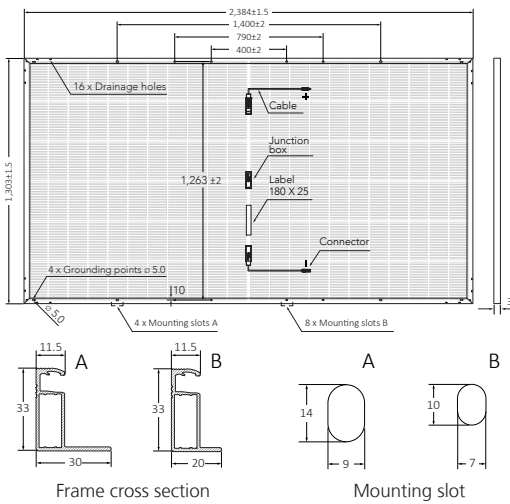 2,384±1.5
1,400±2
790±2
400±2
16 x Drainage holes
+
Cable
Junction
box
1,303±1.5
1,263 ±2
Label
180 X 25
-
Connector
4 x Grounding points ø 5.0
10
ø 5.0
4 x Mounting slots A
8 x Mounting slots B
11.5
A
11.5
B
A
B
33
33
14
10
30
20
9
7
Frame cross section
Mounting slot